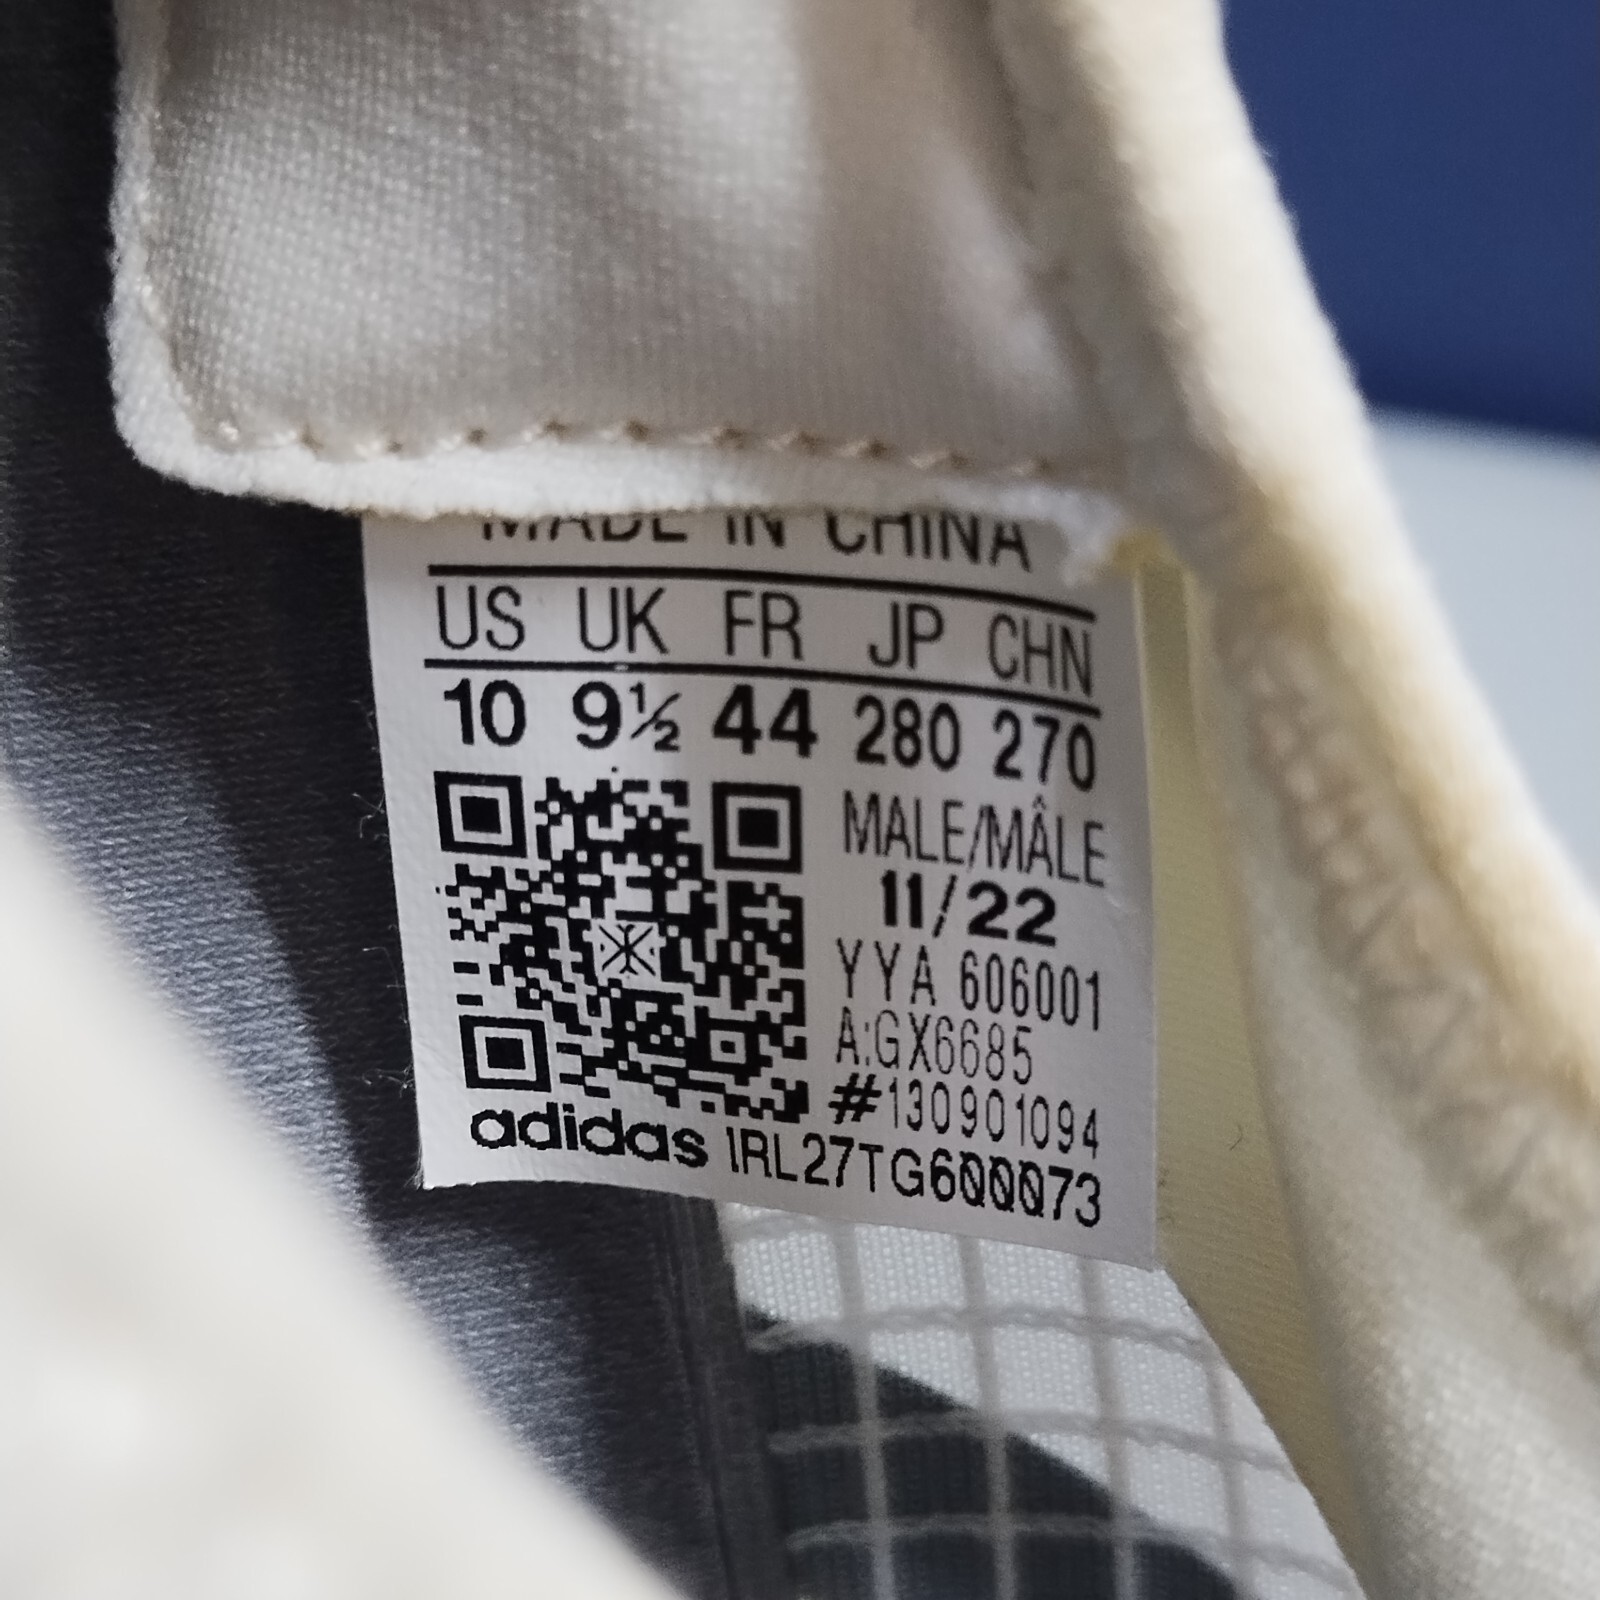 MADE IN CHINA
US UK FR JP CHN
10 9½ 44 280 270
MALE/MÂLE
11/22
YYA 606001
A:GX6685
#130901094
adidas 1RL27TG600073